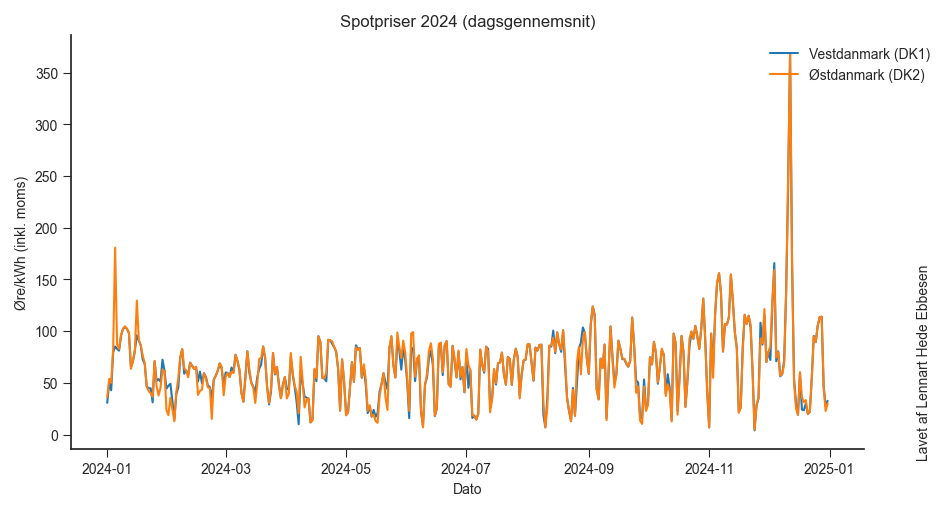 Spotpriser 2024 (dagsgennemsnit)
Vestdanmark (DK1)
Østdanmark (DK2)
Øre/kWh (inkl. moms)
350
300
250
200
150
100
50
0
2024-01
2024-03
2024-05
2024-07
2024-09
2024-11
2025-01
Dato
Lavet af Lennart Hede Ebbesen